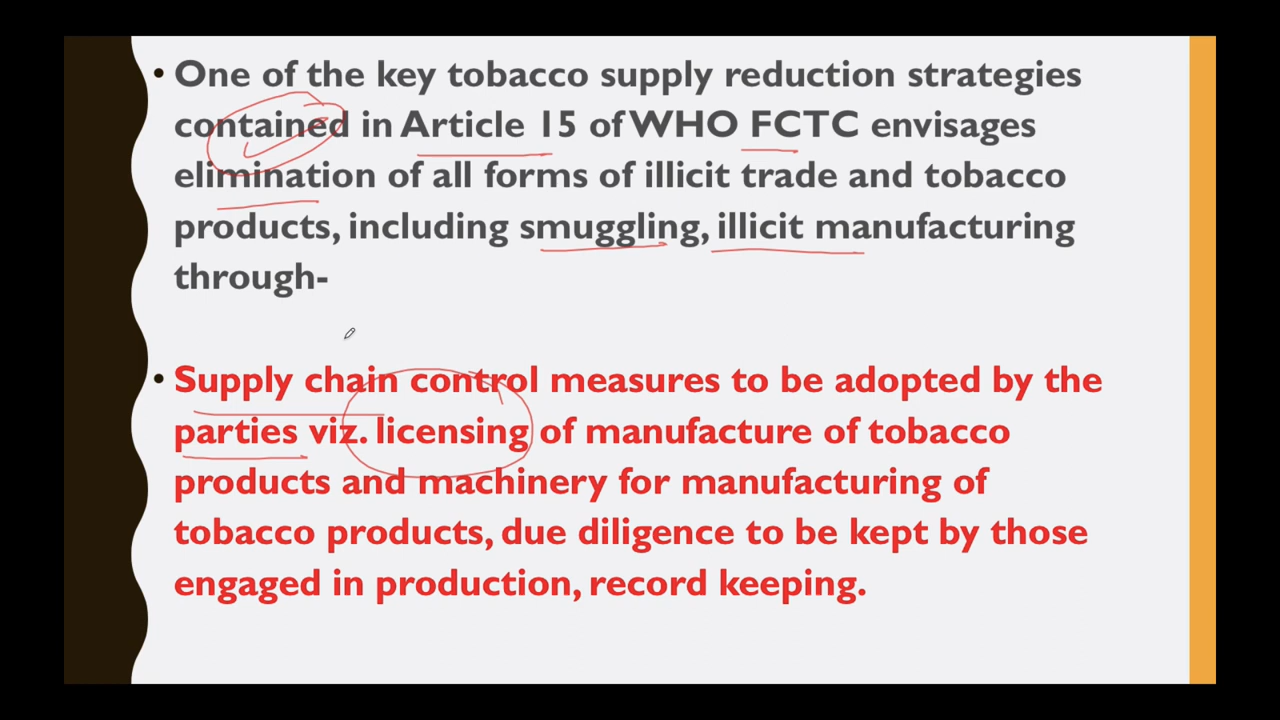 • One of the key tobacco supply reduction strategies
contained in Article 15 of WHO FCTC envisages
elimination of all forms of illicit trade and tobacco
products, including smuggling, illicit manufacturing
through-
• Supply chain control measures to be adopted by the
parties viz. licensing of manufacture of tobacco
products and machinery for manufacturing of
tobacco products, due diligence to be kept by those
engaged in production, record keeping.